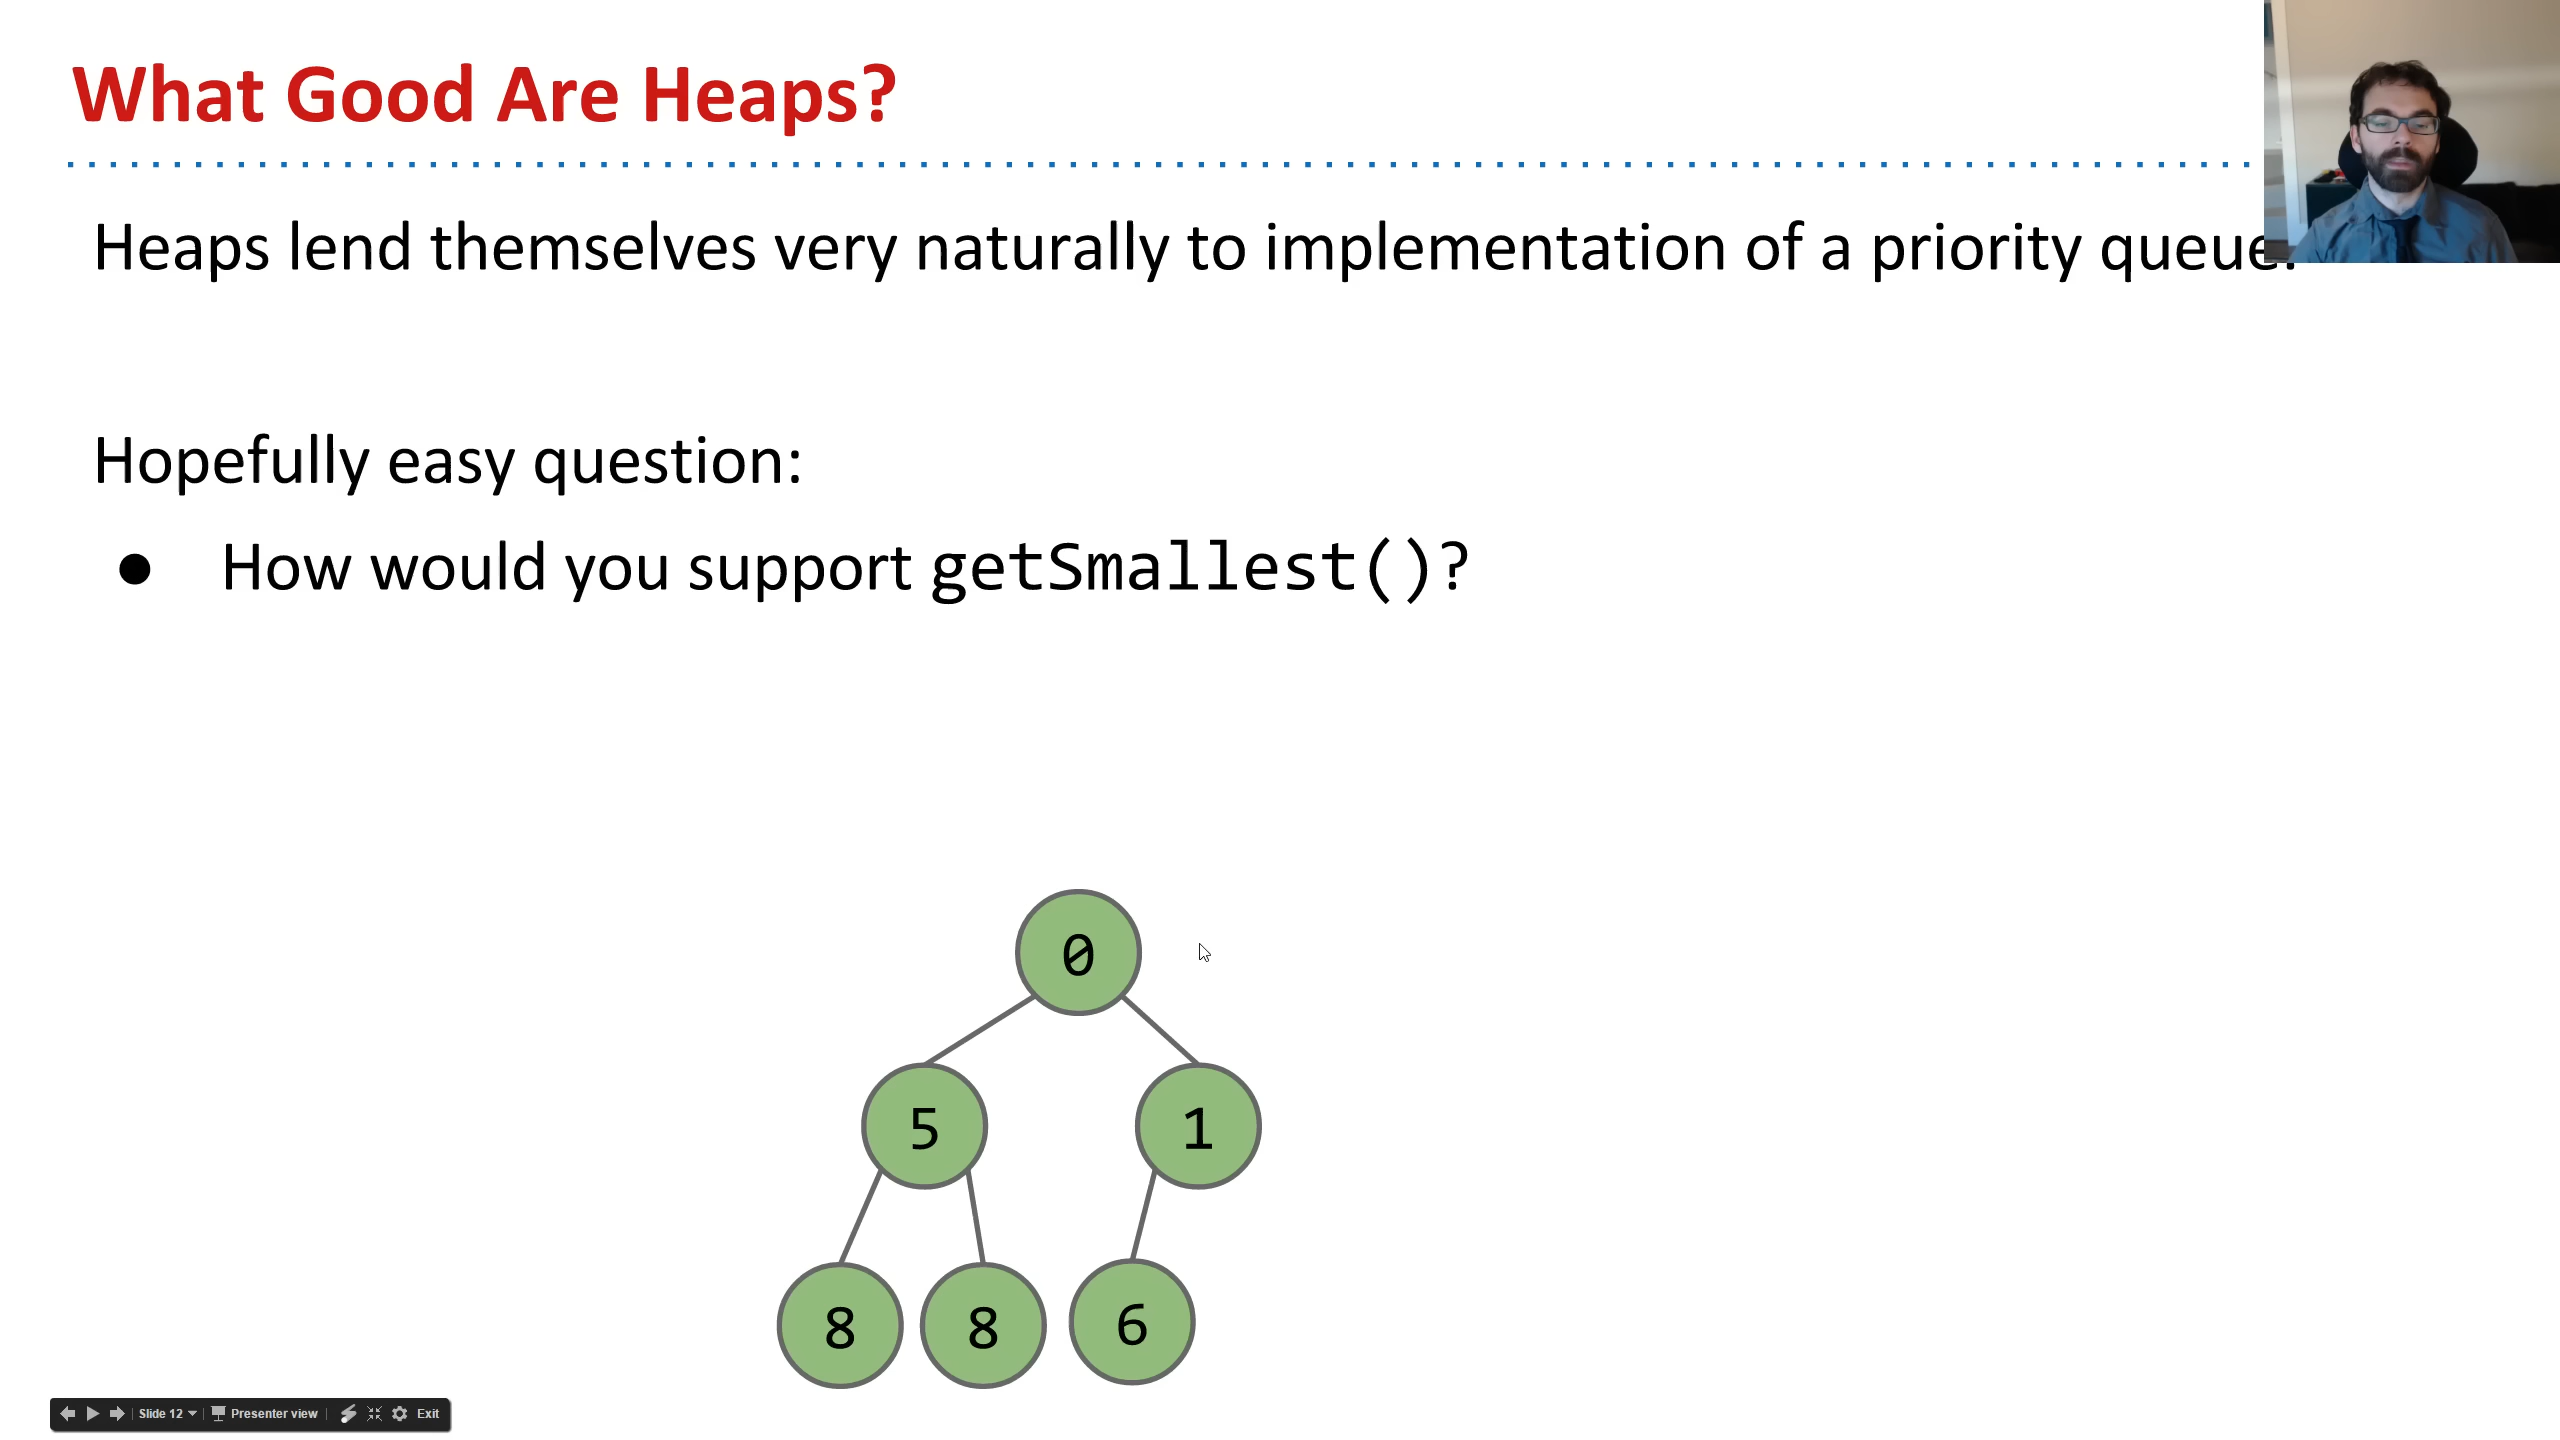 What Good Are Heaps?
Heaps lend themselves very naturally to implementation of a priority queue.
Hopefully easy question:
● How would you support getSmallest()?
0
5 1
8 8 6
Slide 12 Presenter view Exit